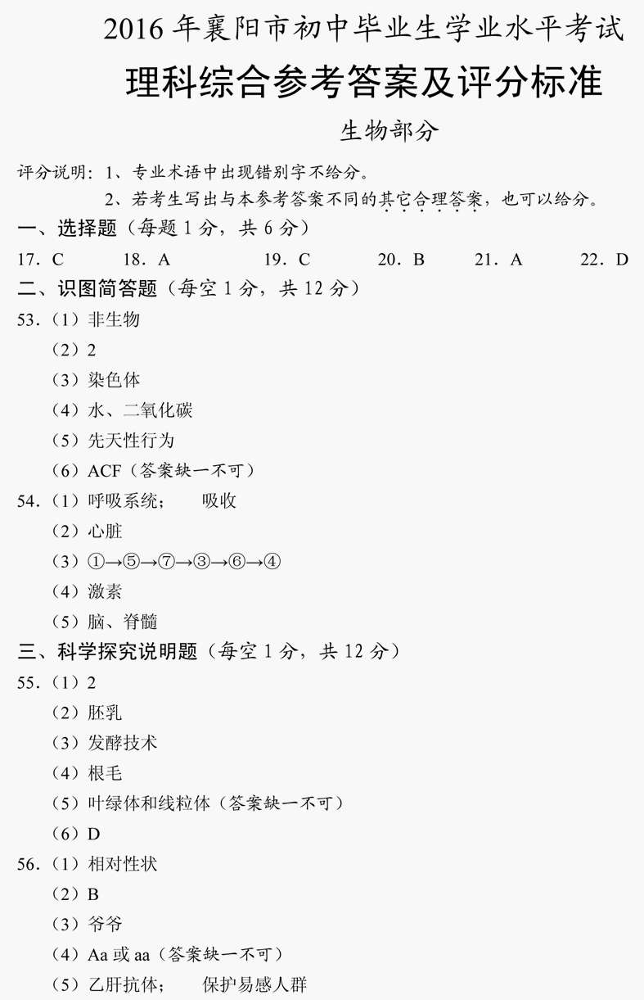 2016 年襄阳市初中毕业生学业水平考试
理科综合参考答案及评分标准
生物部分
评分说明：1、专业术语中出现错别字不给分。
2、若考生写出与本参考答案不同的其它合理答案，也可以给分。
一、选择题（每题 1 分，共 6 分）
17．C 18．A 19．C 20．B 21．A 22．D
二、识图简答题（每空 1 分，共 12 分）
53．（1）非生物
（2）2
（3）染色体
（4）水、二氧化碳
（5）先天性行为
（6）ACF（答案缺一不可）
54．（1）呼吸系统； 吸收
（2）心脏
（3）①→⑤→⑦→③→⑥→④
（4）激素
（5）脑、脊髓
三、科学探究说明题（每空 1 分，共 12 分）
55．（1）2
（2）胚乳
（3）发酵技术
（4）根毛
（5）叶绿体和线粒体（答案缺一不可）
（6）D
56．（1）相对性状
（2）B
（3）爷爷
（4）Aa 或 aa（答案缺一不可）
（5）乙肝抗体； 保护易感人群